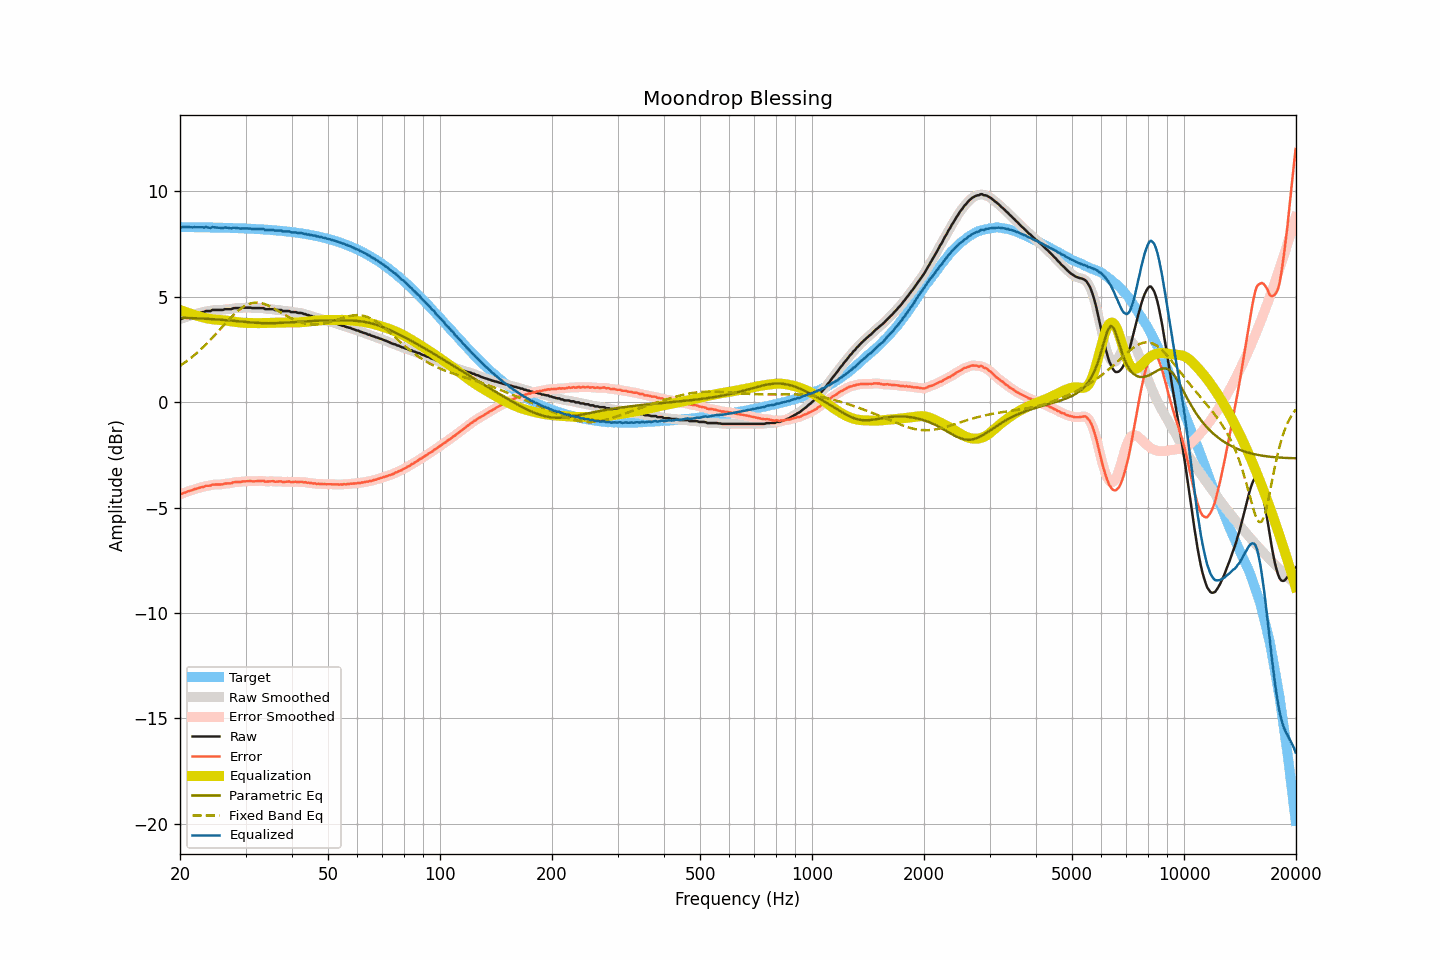 Moondrop Blessing
Amplitude (dBr)
10
5
0
−5
−10
−15
−20
Target
Raw Smoothed
Error Smoothed
Raw
Error
Equalization
Parametric Eq
Fixed Band Eq
Equalized
20 50 100 200 500 1000 2000 5000 10000 20000
Frequency (Hz)